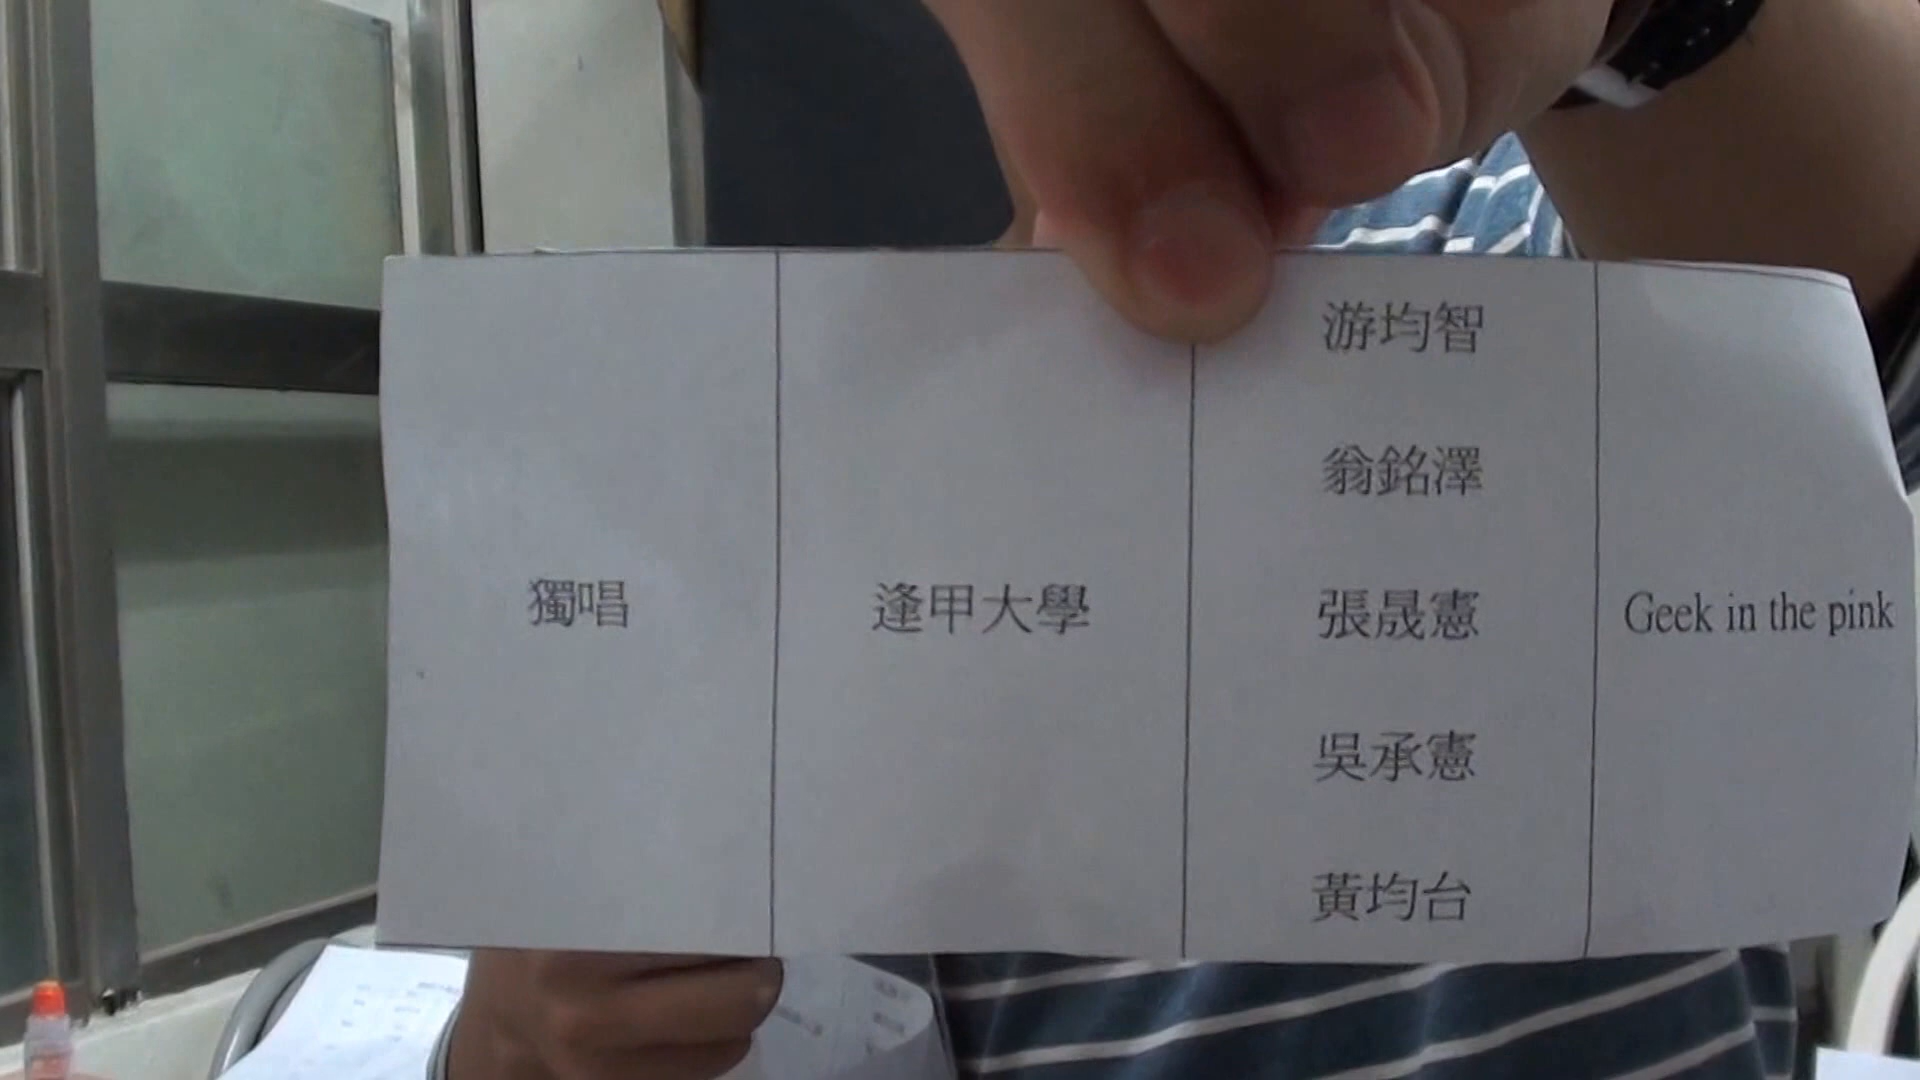 獨唱
逢甲大學
游均智
翁銘澤
張晟憲
吳承憲
黃均台
Geek in the pink